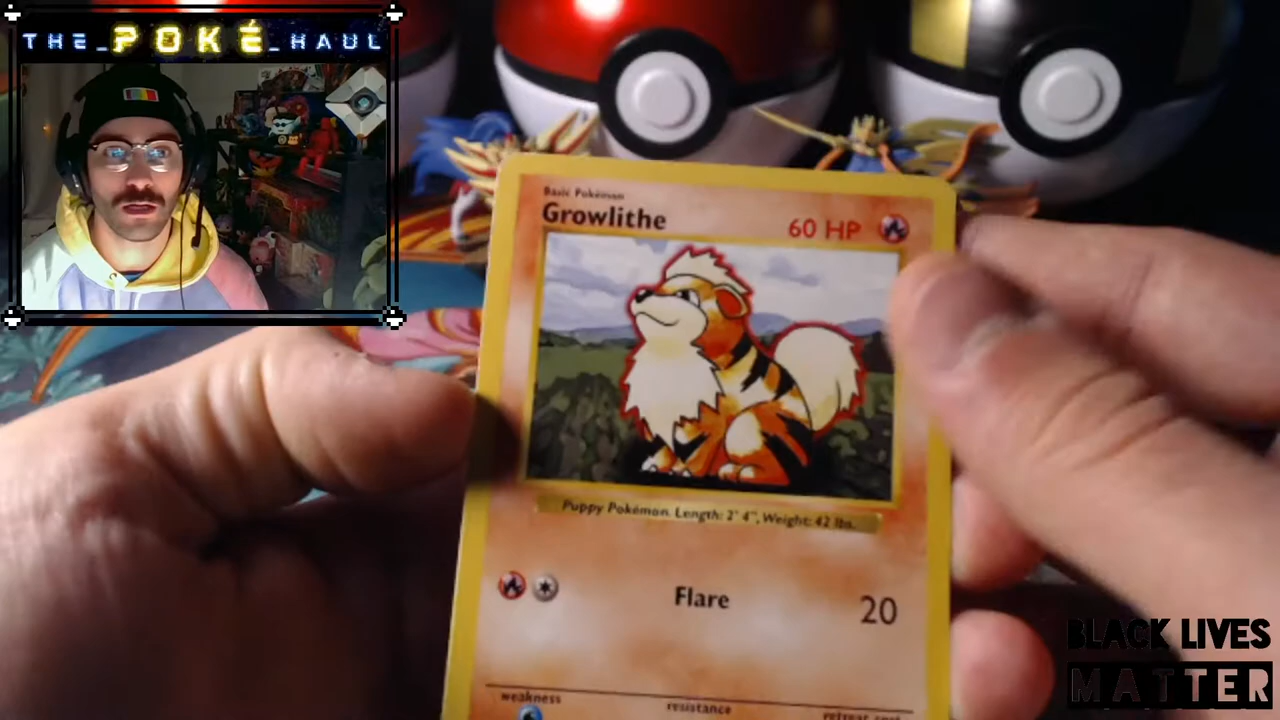 THE_POKÉ_HAUL
Basic Pokémon
Growlithe
60 HP
Puppy Pokémon. Length: 2' 4", Weight: 42 lbs.
Flare
20
weakness
resistance
retreat cost
BLACK LIVES
MATTER